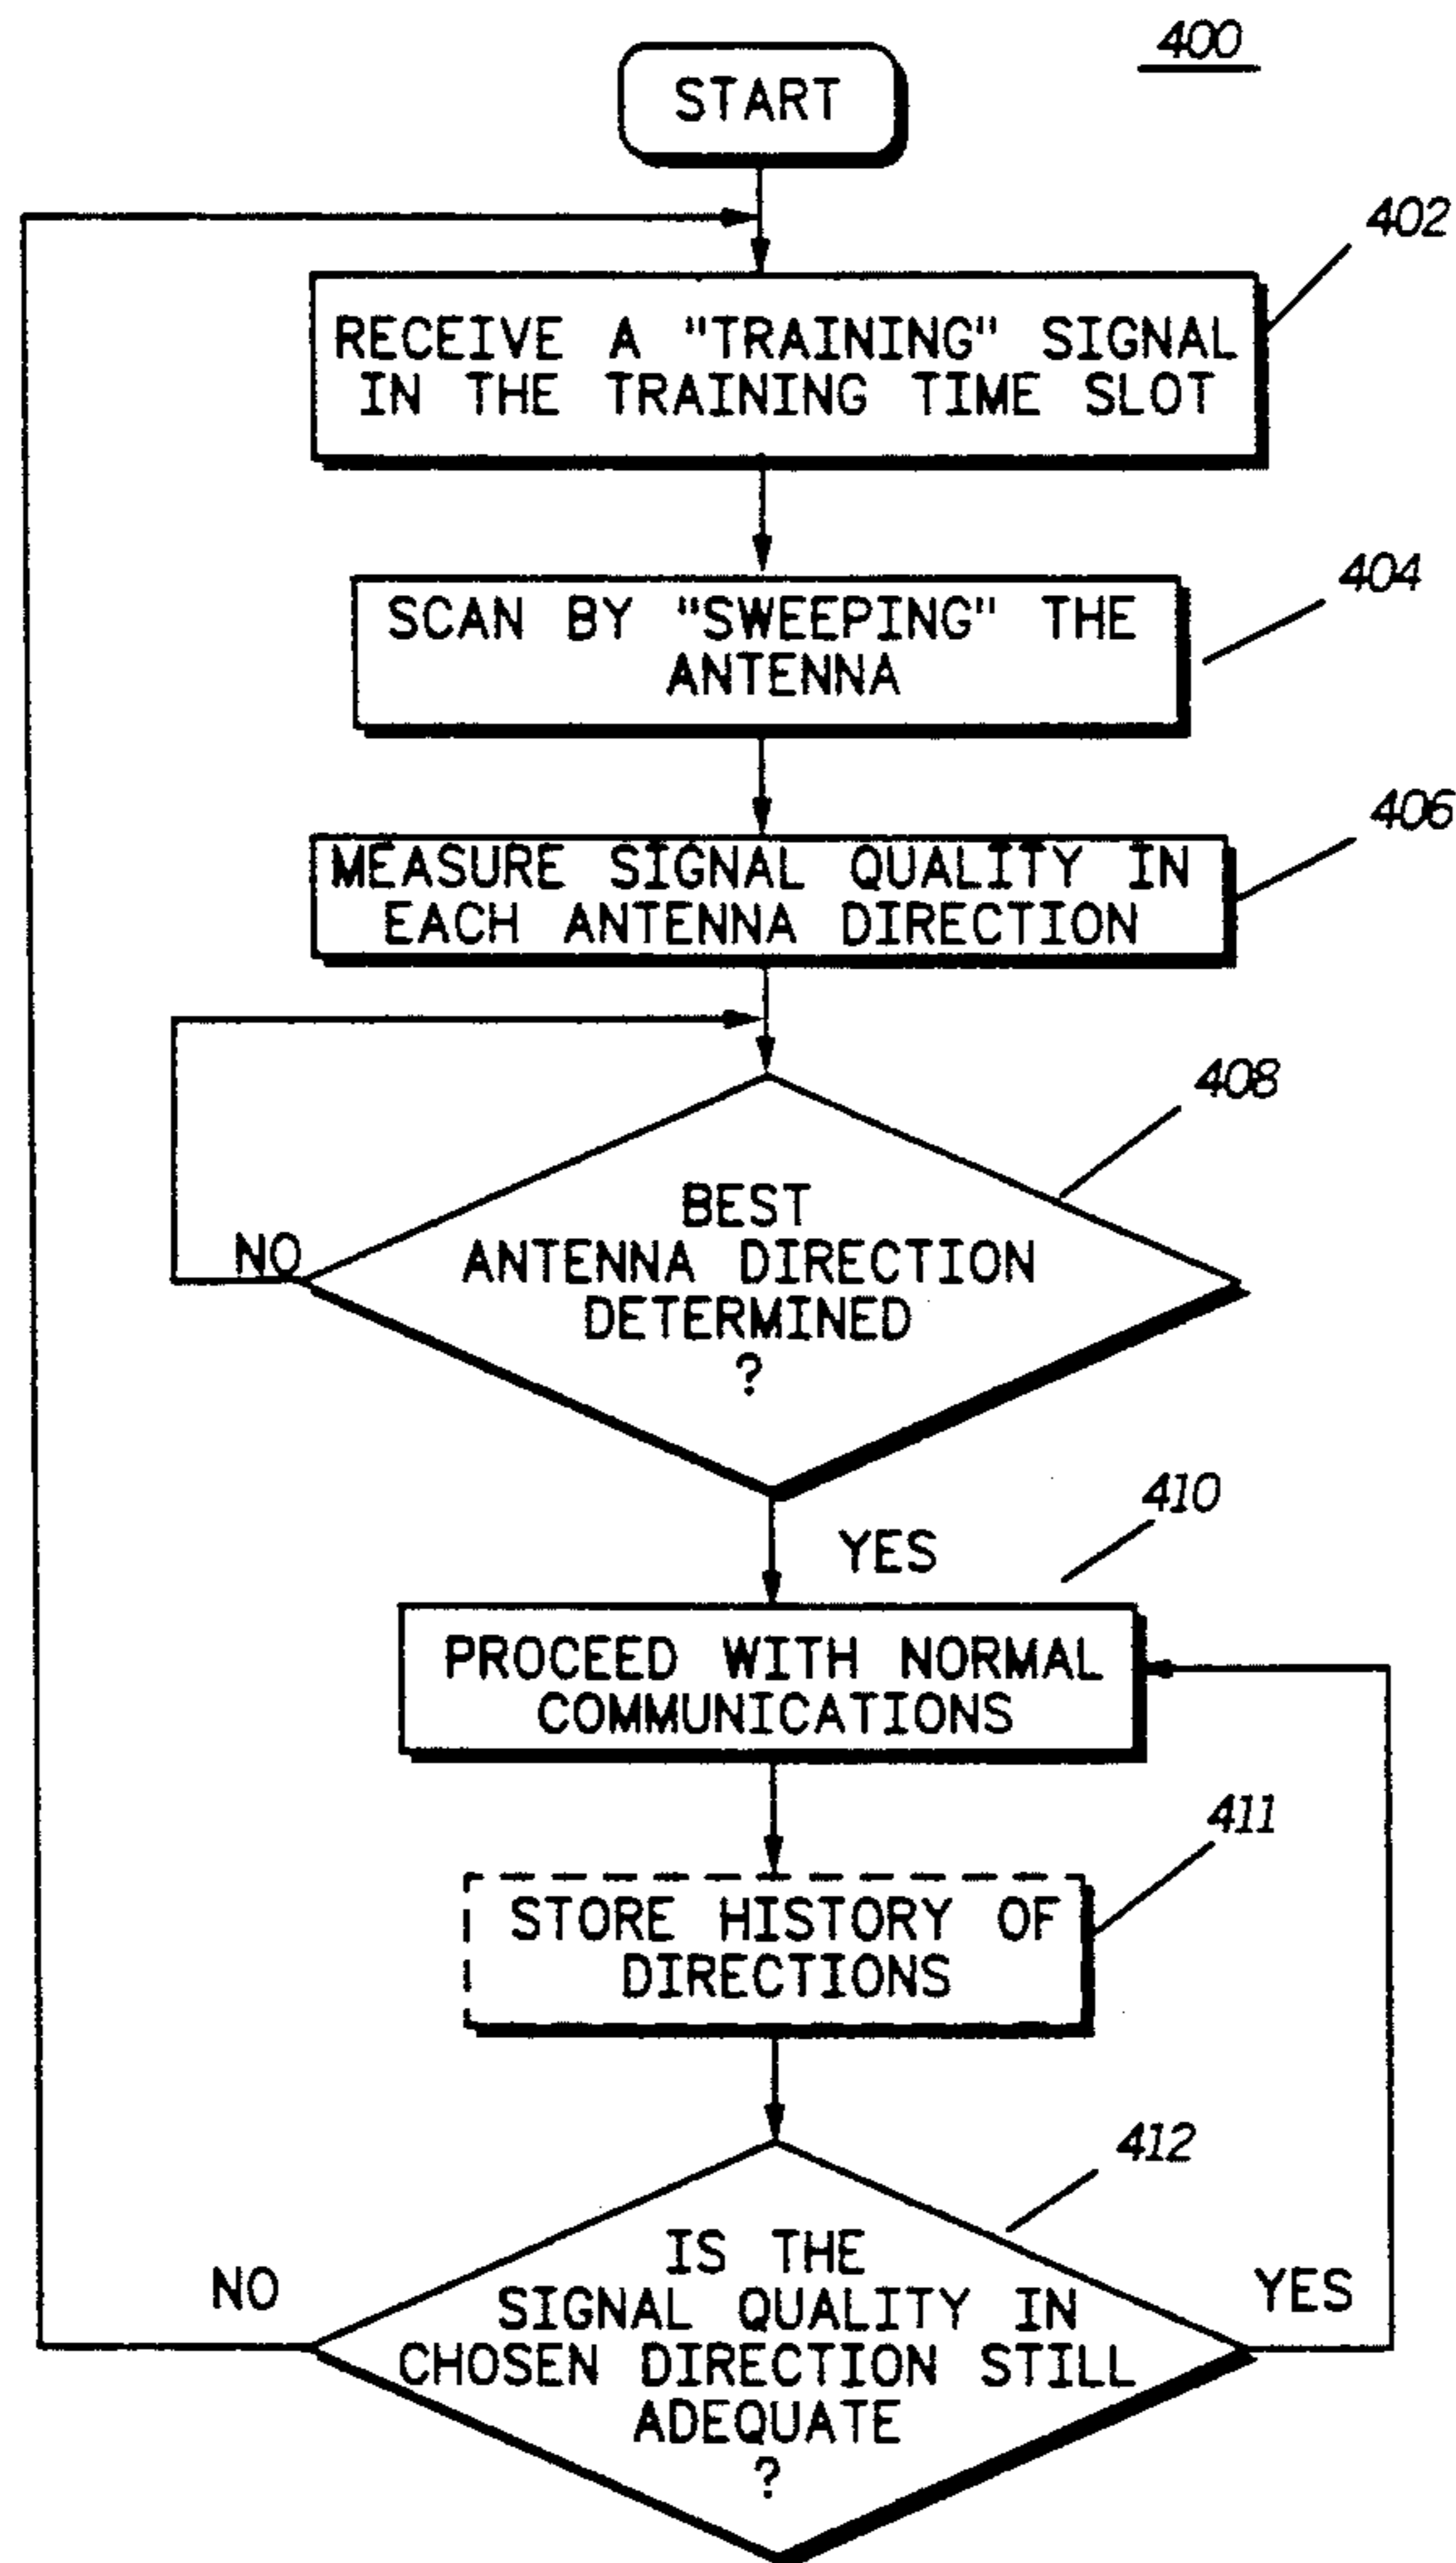 400
START
402
RECEIVE A "TRAINING" SIGNAL
IN THE TRAINING TIME SLOT
404
SCAN BY "SWEEPING" THE
ANTENNA
406
MEASURE SIGNAL QUALITY IN
EACH ANTENNA DIRECTION
408
BEST
ANTENNA DIRECTION
DETERMINED
?
NO
YES
410
PROCEED WITH NORMAL
COMMUNICATIONS
411
STORE HISTORY OF
DIRECTIONS
412
IS THE
SIGNAL QUALITY IN
CHOSEN DIRECTION STILL
ADEQUATE
?
NO
YES